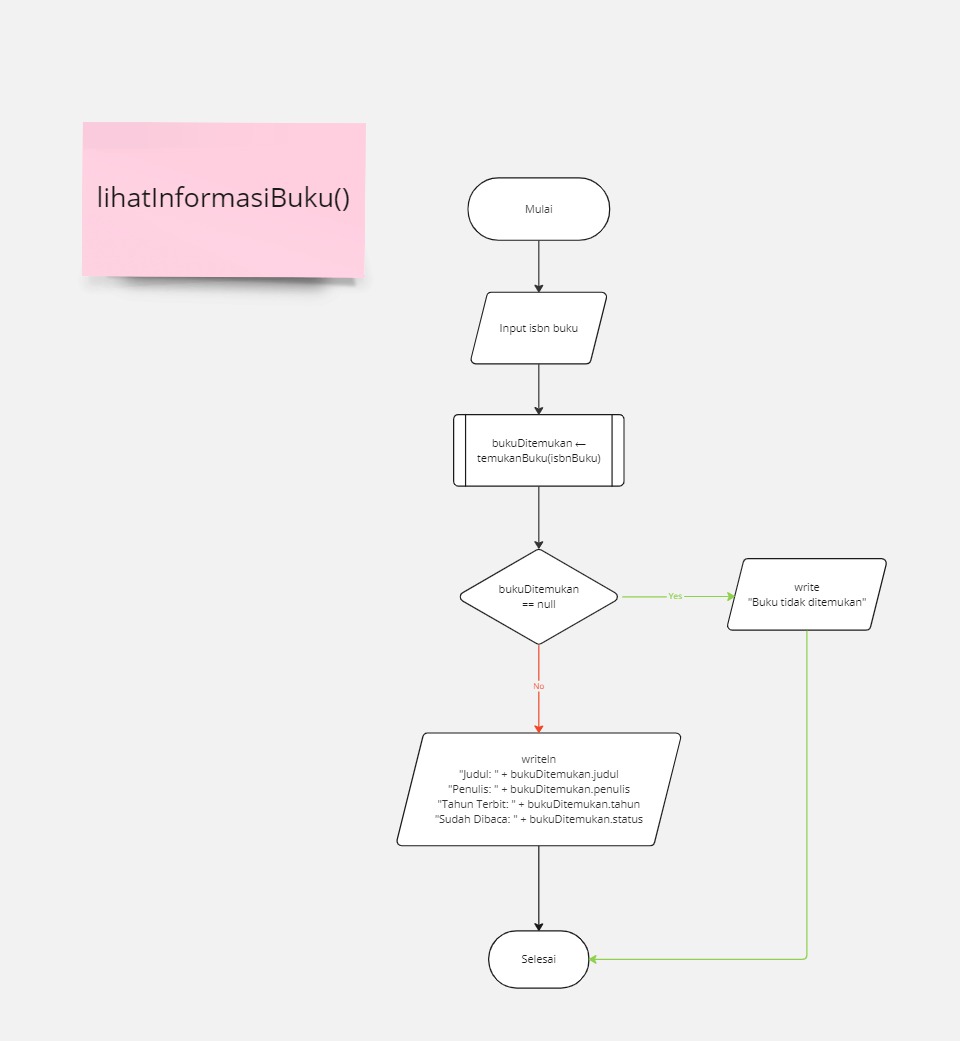 lihatInformasiBuku()
Mulai
Input isbn buku
bukuDitemukan ←
temukanBuku(isbnBuku)
bukuDitemukan
== null
Yes
write
"Buku tidak ditemukan"
No
writeln
"Judul: " + bukuDitemukan.judul
"Penulis: " + bukuDitemukan.penulis
"Tahun Terbit: " + bukuDitemukan.tahun
"Sudah Dibaca: " + bukuDitemukan.status
Selesai